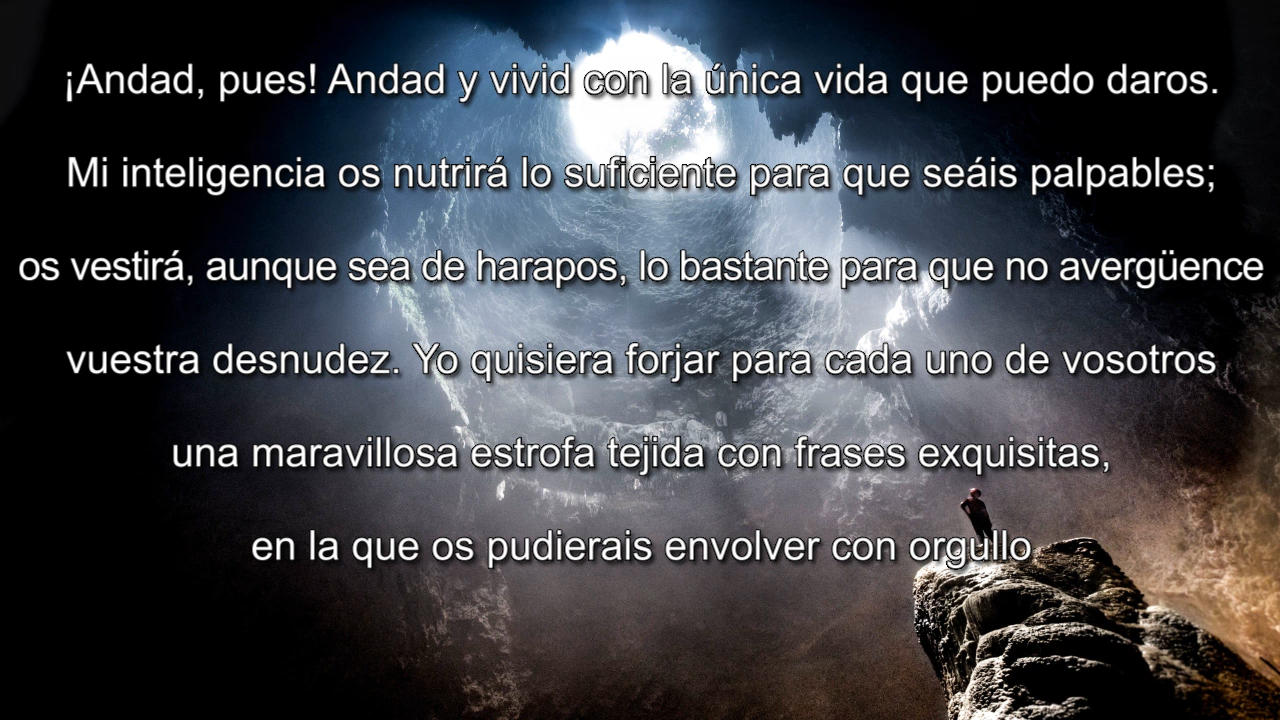 ¡Andad, pues! Andad y vivid con la única vida que puedo daros.
Mi inteligencia os nutrirá lo suficiente para que seáis palpables;
os vestirá, aunque sea de harapos, lo bastante para que no avergüence
vuestra desnudez. Yo quisiera forjar para cada uno de vosotros
una maravillosa estrofa tejida con frases exquisitas,
en la que os pudierais envolver con orgullo